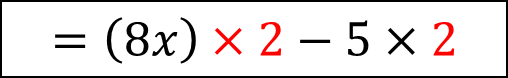 = (8x) × 2 − 5 × 2